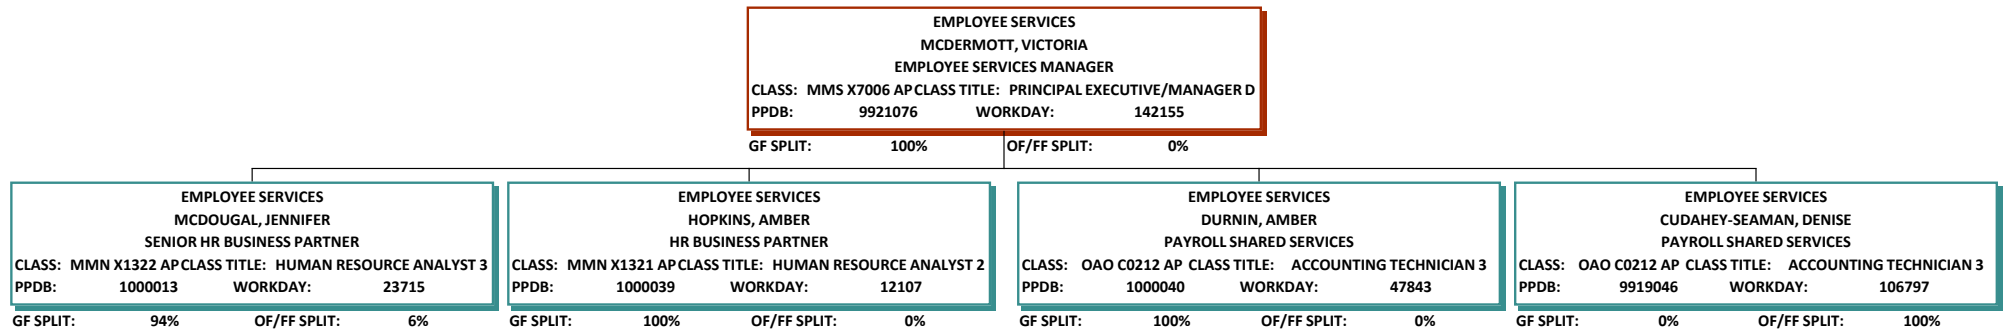 EMPLOYEE SERVICES
MCDERMOTT, VICTORIA
EMPLOYEE SERVICES MANAGER
CLASS: MMS X7006 AP CLASS TITLE: PRINCIPAL EXECUTIVE/MANAGER D
PPDB: 9921076 WORKDAY: 142155
GF SPLIT: 100% OF/FF SPLIT: 0%
EMPLOYEE SERVICES
MCDOUGAL, JENNIFER
SENIOR HR BUSINESS PARTNER
CLASS: MMN X1322 AP CLASS TITLE: HUMAN RESOURCE ANALYST 3
PPDB: 1000013 WORKDAY: 23715
GF SPLIT: 94% OF/FF SPLIT: 6%
EMPLOYEE SERVICES
HOPKINS, AMBER
HR BUSINESS PARTNER
CLASS: MMN X1321 AP CLASS TITLE: HUMAN RESOURCE ANALYST 2
PPDB: 1000039 WORKDAY: 12107
GF SPLIT: 100% OF/FF SPLIT: 0%
EMPLOYEE SERVICES
DURNIN, AMBER
PAYROLL SHARED SERVICES
CLASS: OAO C0212 AP CLASS TITLE: ACCOUNTING TECHNICIAN 3
PPDB: 1000040 WORKDAY: 47843
GF SPLIT: 100% OF/FF SPLIT: 0%
EMPLOYEE SERVICES
CUDAHEY-SEAMAN, DENISE
PAYROLL SHARED SERVICES
CLASS: OAO C0212 AP CLASS TITLE: ACCOUNTING TECHNICIAN 3
PPDB: 9919046 WORKDAY: 106797
GF SPLIT: 0% OF/FF SPLIT: 100%